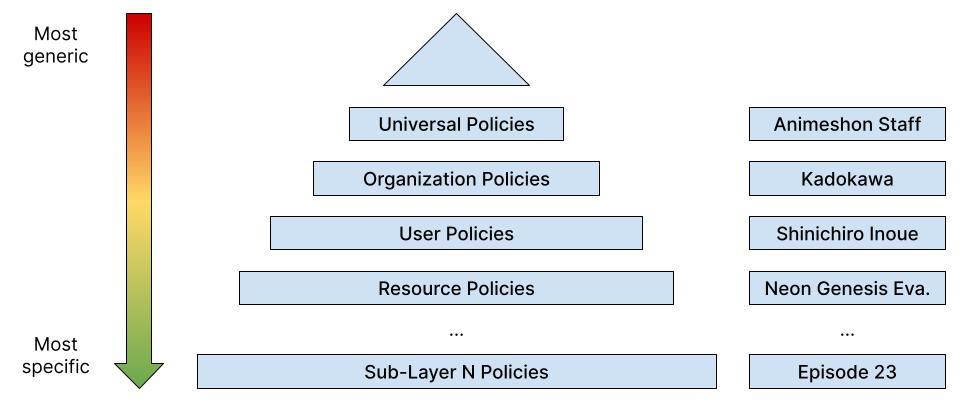 Most
generic
Universal Policies
Animeshon Staff
Organization Policies
Kadokawa
User Policies
Shinichiro Inoue
Resource Policies
Neon Genesis Eva.
...
...
Most
specific
Sub-Layer N Policies
Episode 23